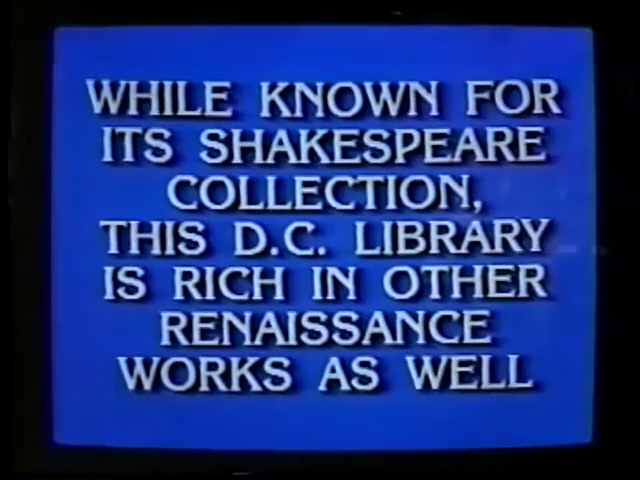 WHILE KNOWN FOR
ITS SHAKESPEARE
COLLECTION,
THIS D.C. LIBRARY
IS RICH IN OTHER
RENAISSANCE
WORKS AS WELL